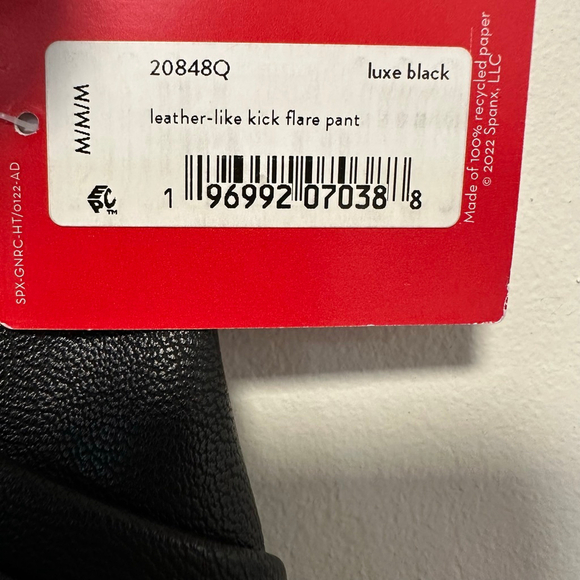 20848Q
luxe black
M/M/M
leather-like kick flare pant
EPC™
1 96992 07038 8
SPX-GNRC-HT/0122-AD
Made of 100% recycled paper
© 2022 Spanx, LLC